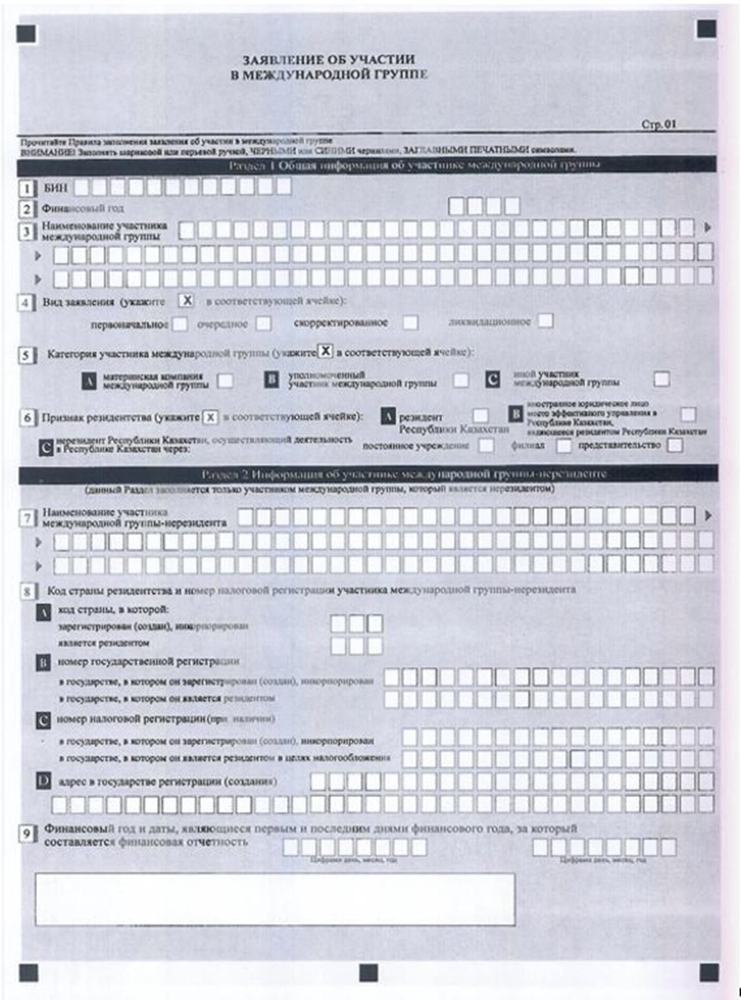 ЗАЯВЛЕНИЕ ОБ УЧАСТИИ
В МЕЖДУНАРОДНОЙ ГРУППЕ
Стр. 01
Прочитайте Правила заполнения заявления об участии в международной группе
ВНИМАНИЕ! Заполнять шариковой или перьевой ручкой, ЧЕРНЫМИ или СИНИМИ чернилами, ЗАГЛАВНЫМИ ПЕЧАТНЫМИ символами.
Раздел 1 Общая информация об участнике международной группы
1 БИН
2 Финансовый год
3 Наименование участника
международной группы
4 Вид заявления (укажите X в соответствующей ячейке):
первоначальное очередное скорректированное ликвидационное
5 Категория участника международной группы (укажите X в соответствующей ячейке):
A материнская компания
международной группы
B уполномоченный
участник международной группы
C иной участник
международной группы
6 Признак резидентства (укажите X в соответствующей ячейке):
A резидент
Республики Казахстан
B иностранное юридическое лицо
место эффективного управления в
Республике Казахстан,
являющееся резидентом Республики Казахстан
C нерезидент Республики Казахстан, осуществляющий деятельность
в Республике Казахстан через:
постоянное учреждение филиал представительство
Раздел 2 Информация об участнике международной группы-нерезиденте
(данный Раздел заполняется только участником международной группы, который является нерезидентом)
7 Наименование участника
международной группы-нерезидента
8 Код страны резидентства и номер налоговой регистрации участника международной группы-нерезидента
A код страны, в которой:
зарегистрирован (создан), инкорпорирован
является резидентом
B номер государственной регистрации
в государстве, в котором он зарегистрирован (создан), инкорпорирован
в государстве, в котором он является резидентом
C номер налоговой регистрации (при наличии)
в государстве, в котором он зарегистрирован (создан), инкорпорирован
в государстве, в котором он является резидентом в целях налогообложения
D адрес в государстве регистрации (создания)
9 Финансовый год и даты, являющиеся первым и последним днями финансового года, за который
составляется финансовая отчетность
Цифрами день, месяц, год Цифрами день, месяц, год